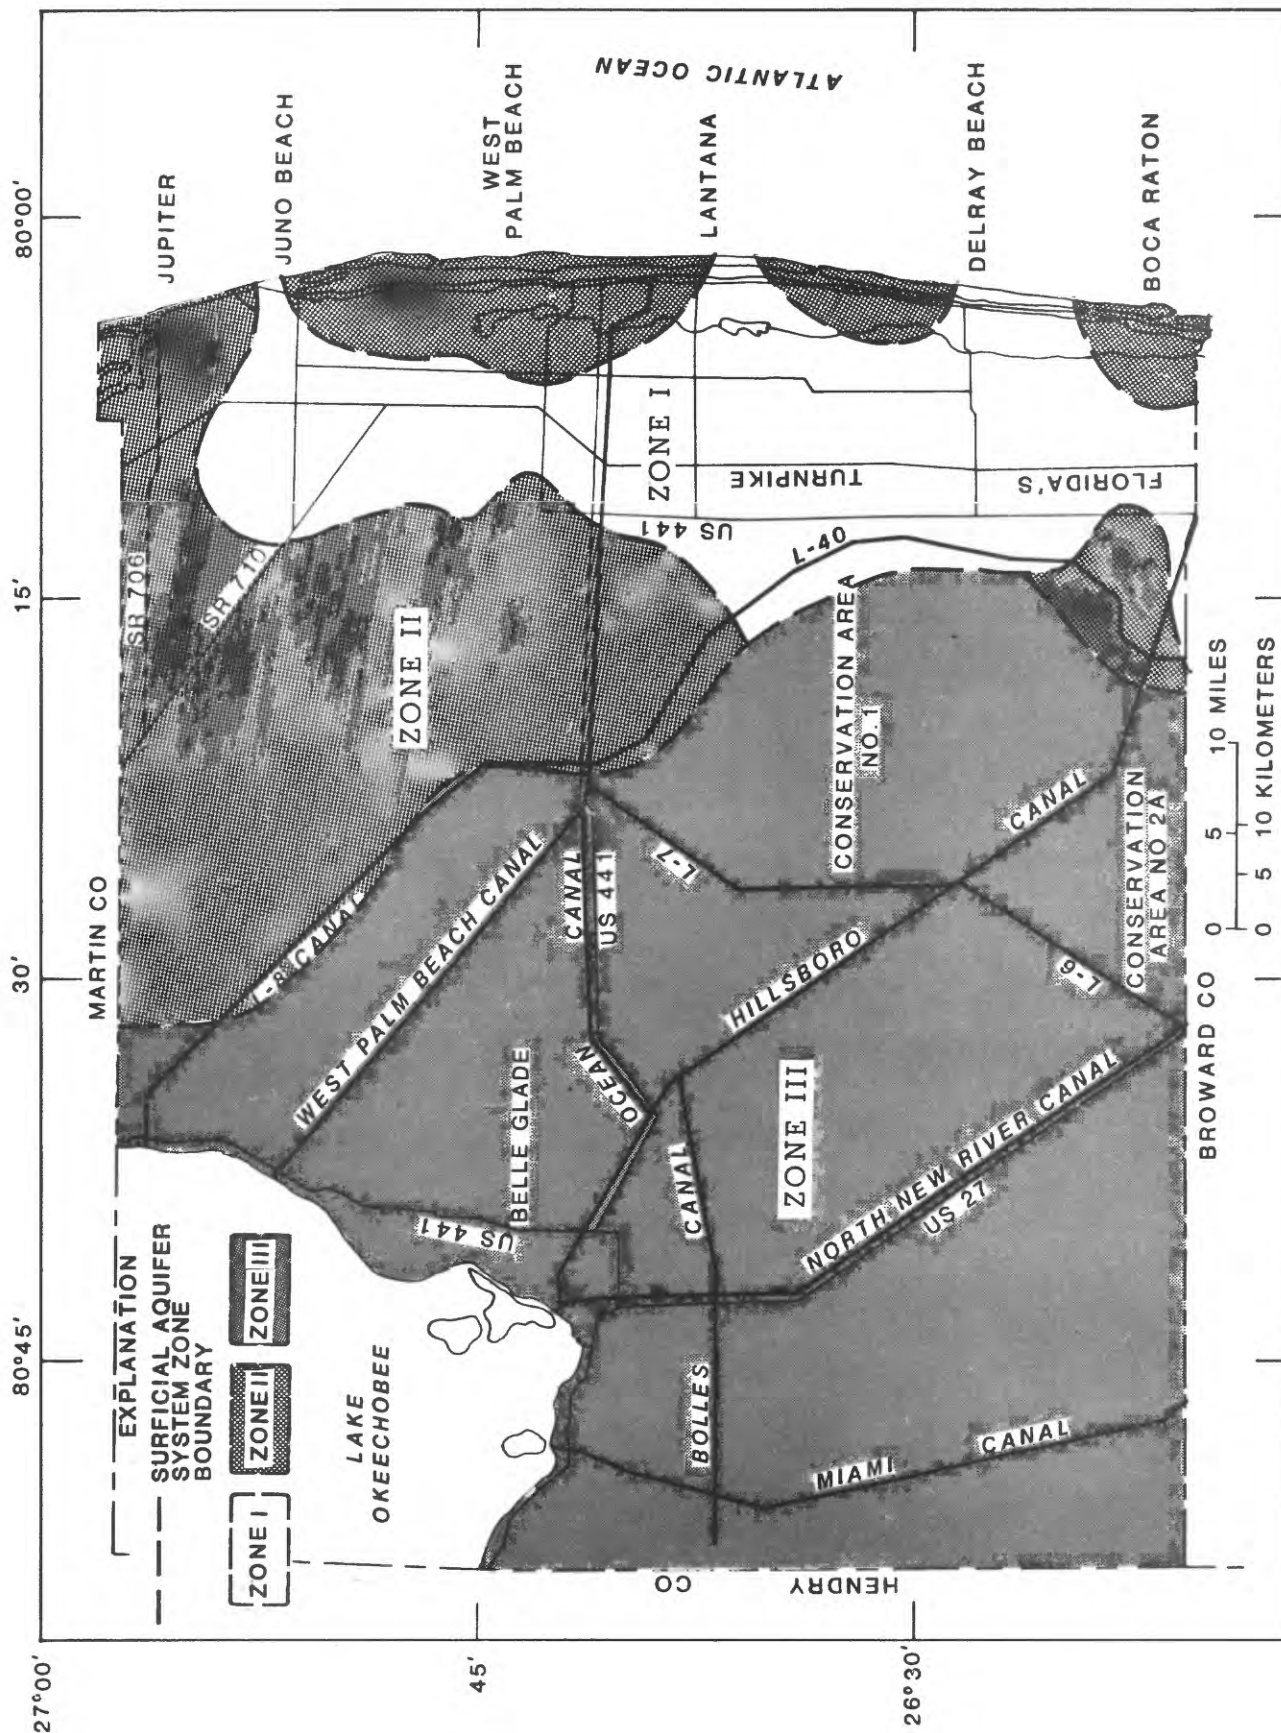 27°00'
45'
26°30'
80°45'
30'
15'
80°00'
EXPLANATION
SURFICIAL AQUIFER
SYSTEM ZONE
BOUNDARY
ZONE I
ZONE II
ZONE III
LAKE
OKEECHOBEE
MARTIN CO
HENDRY
CO
BROWARD CO
ATLANTIC OCEAN
JUPITER
JUNO BEACH
WEST
PALM BEACH
LANTANA
DELRAY BEACH
BOCA RATON
SR 706
SR 710
ZONE II
L-8 CANAL
WEST PALM BEACH CANAL
BELLE GLADE
US 441
OCEAN
CANAL
US 441
ZONE I
US 441
TURNPIKE
FLORIDA'S
L-40
L-7
CONSERVATION AREA
NO.1
HILLSBORO
CANAL
BOLLES
CANAL
ZONE III
NORTH NEW RIVER CANAL
US 27
MIAMI
CANAL
L-6
CONSERVATION
AREA NO 2A
0 5 10 MILES
0 5 10 KILOMETERS